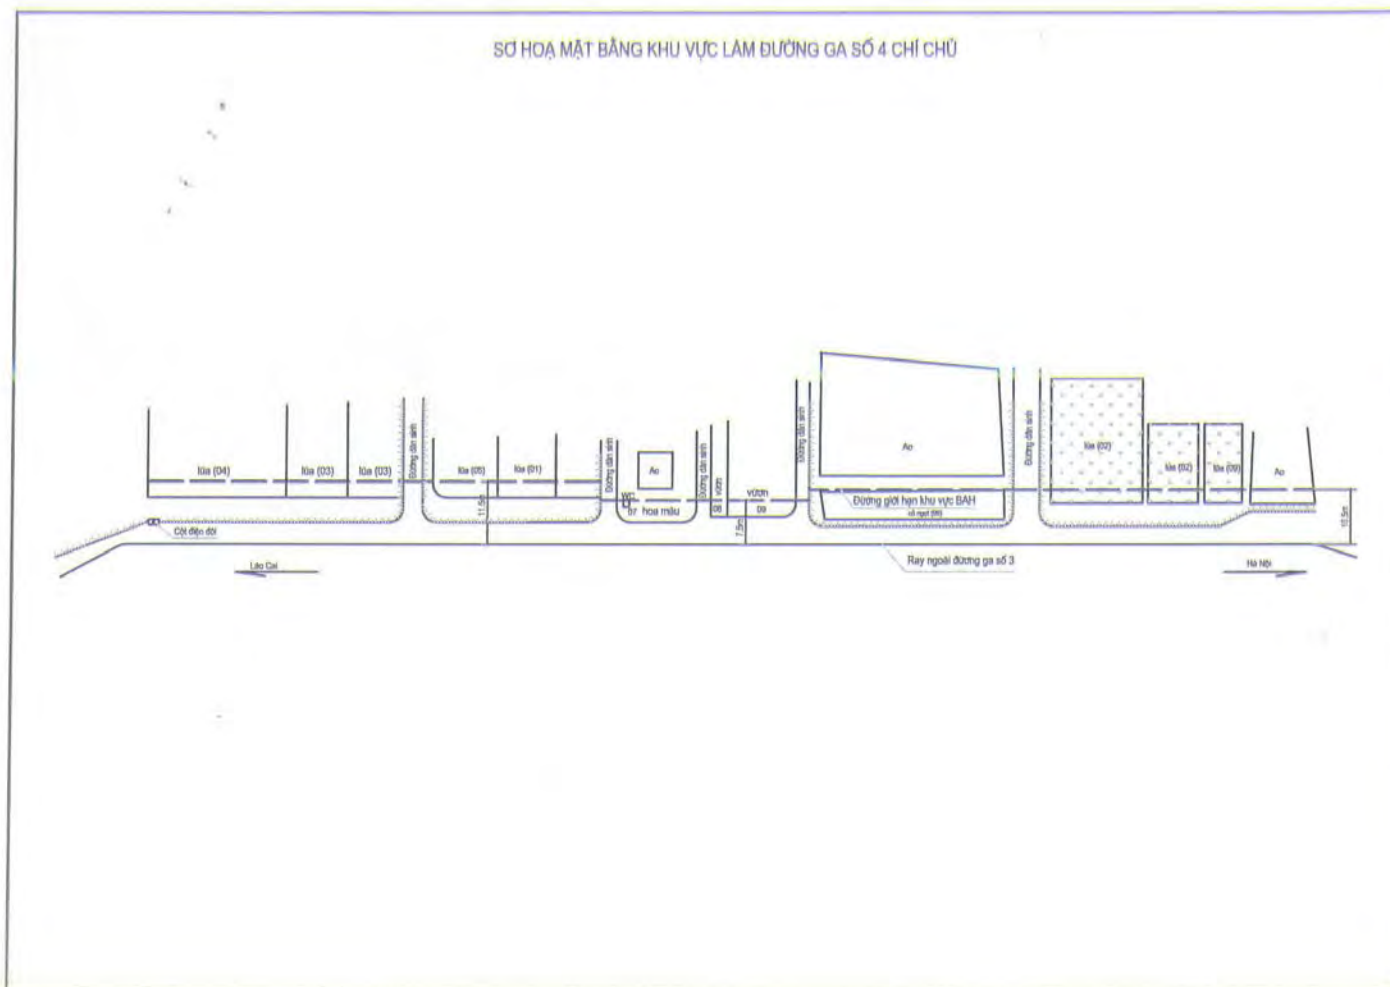 SƠ HOẠ MẶT BẰNG KHU VỰC LÀM ĐƯỜNG GA SỐ 4 CHÍ CHỦ
lúa (04)
lúa (03)
lúa (03)
Đường dân sinh
lúa (05)
lúa (01)
11,5m
Đường dân sinh
Ao
WC
07 hoa mầu
Đường dân sinh
vườn
08
vườn
09
7,5m
Đường dân sinh
Ao
Đường giới hạn khu vực BAH
Đường dân sinh
lúa (02)
lúa (02)
lúa (09)
Ao
10,5m
Cột điện đôi
Lào Cai
Ray ngoài đường ga số 3
Hà Nội